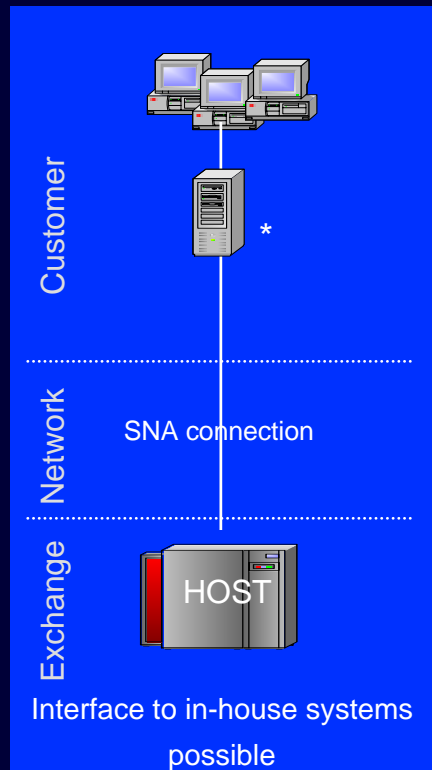 Customer
*
Network
SNA connection
Exchange
HOST
Interface to in-house systems
possible